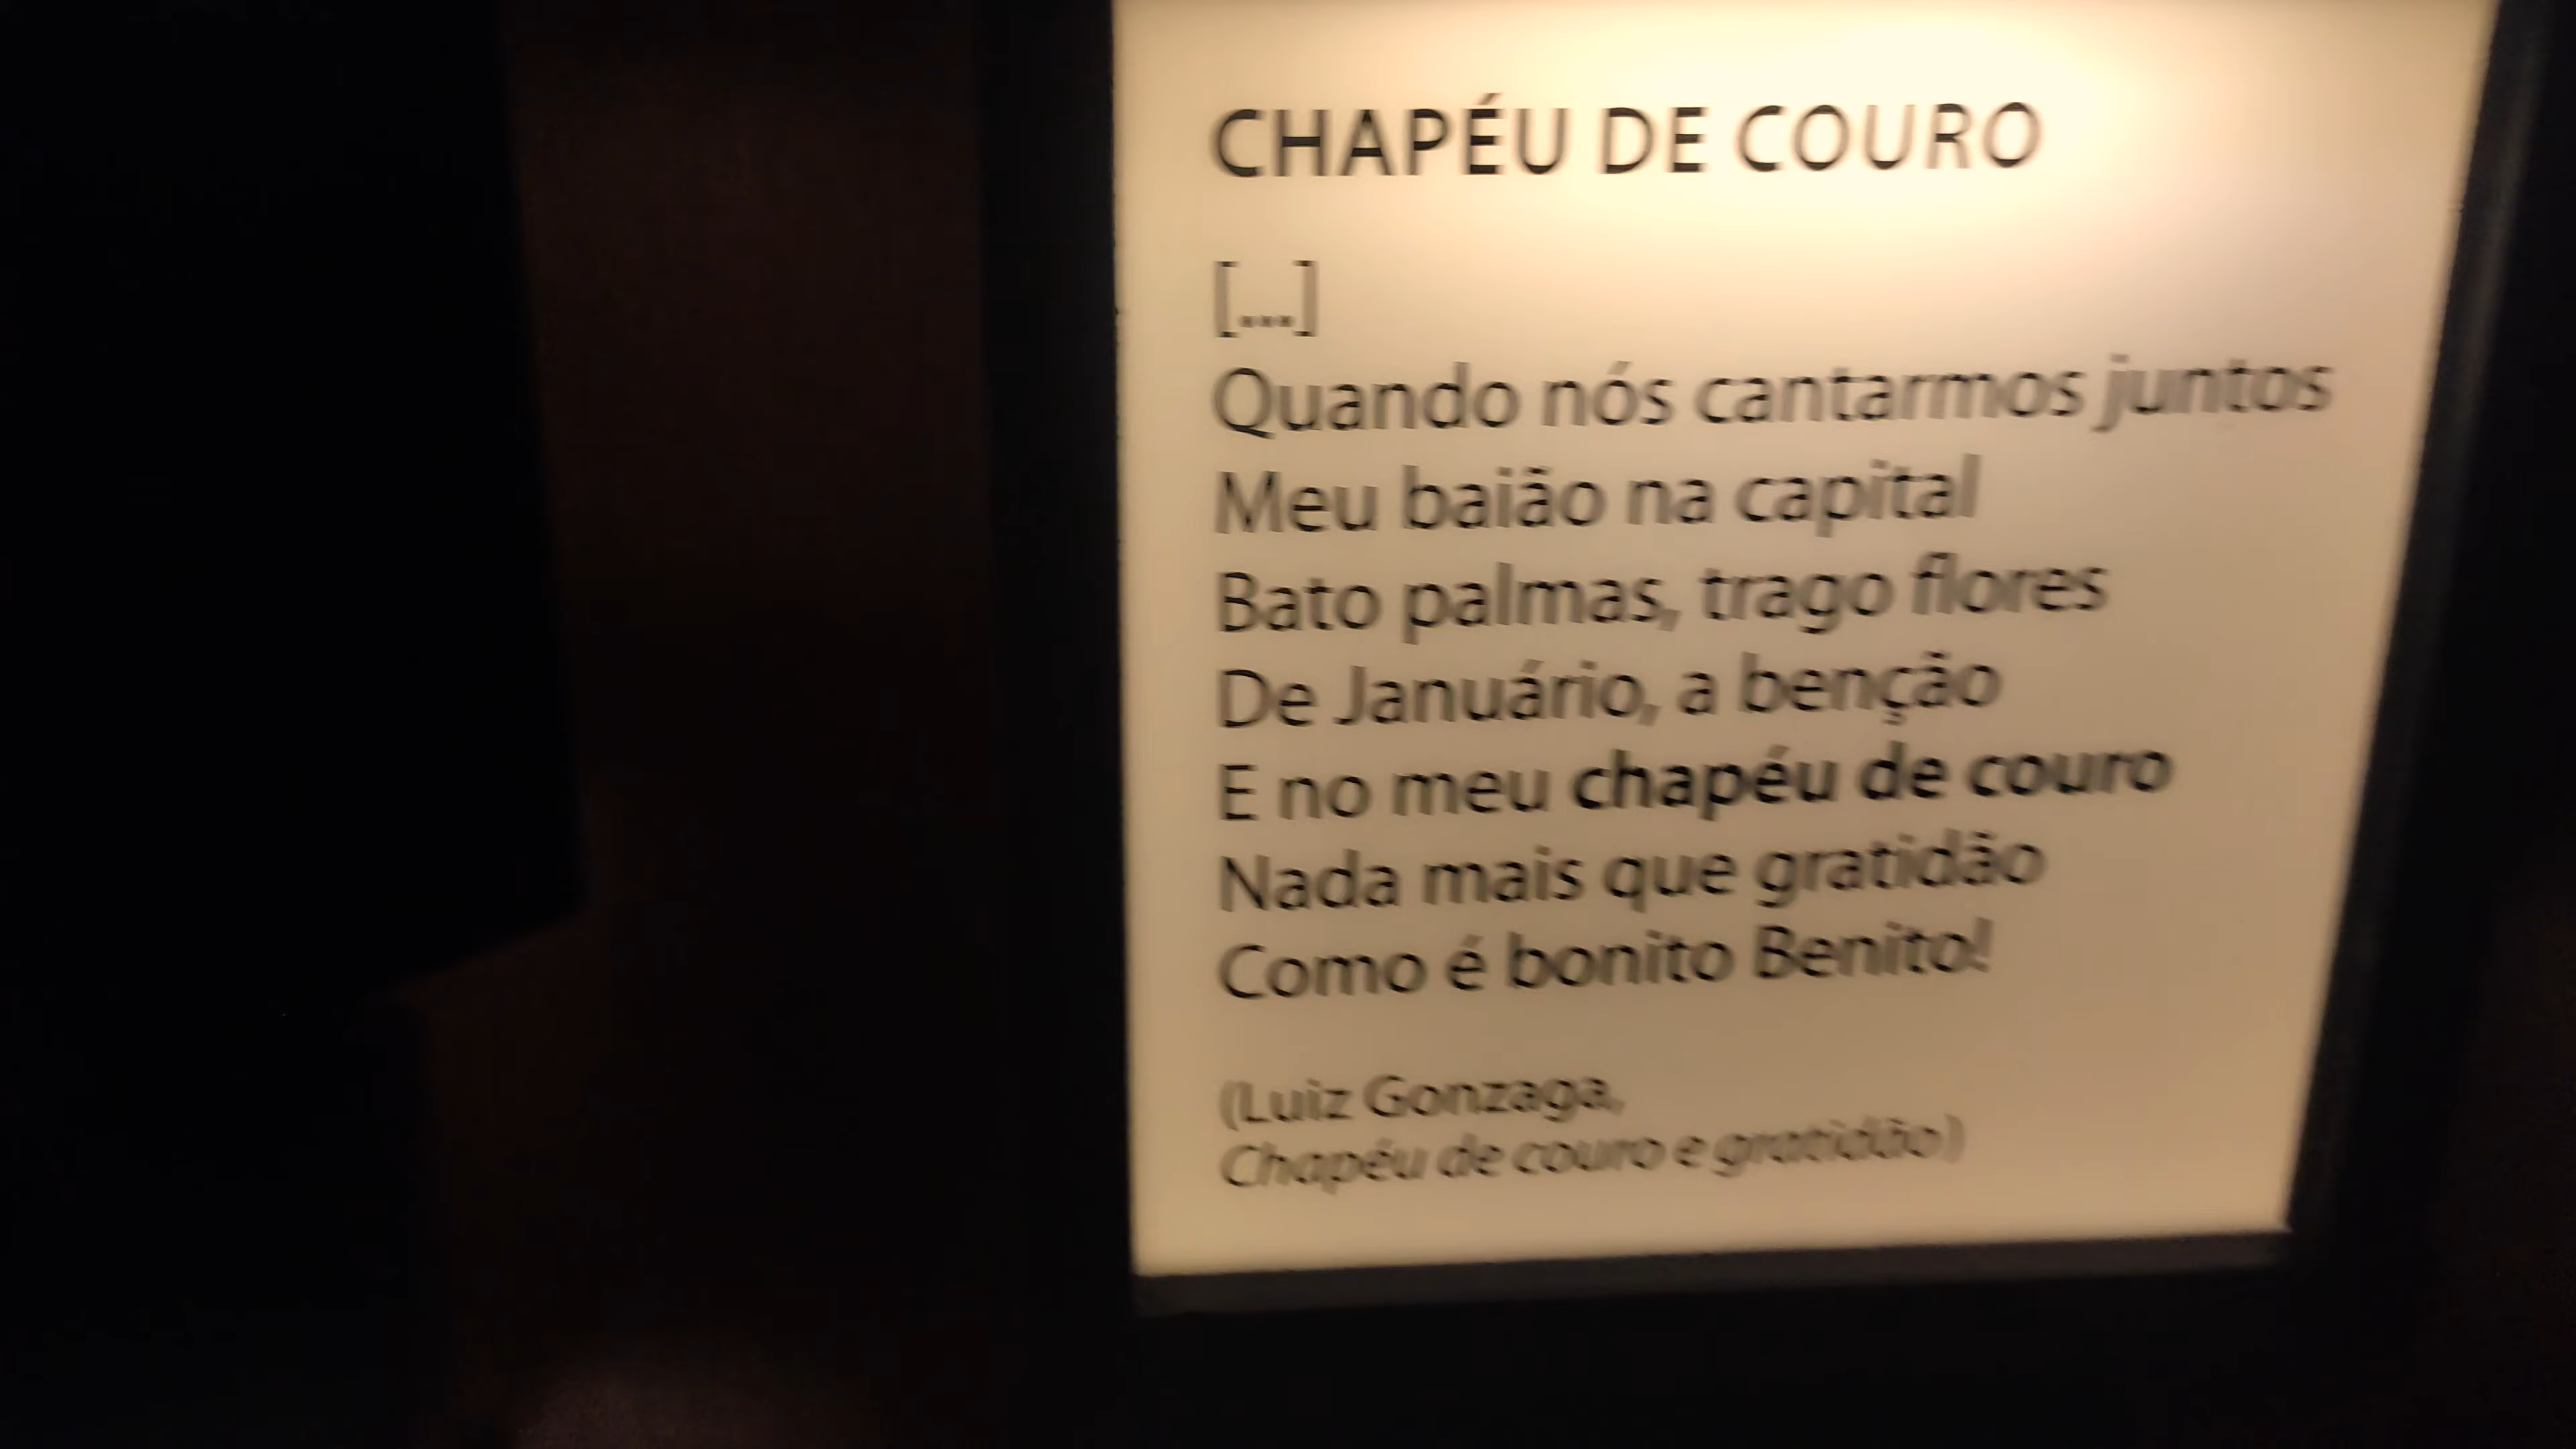 CHAPÉU DE COURO
[...]
Quando nós cantarmos juntos
Meu baião na capital
Bato palmas, trago flores
De Januário, a benção
E no meu chapéu de couro
Nada mais que gratidão
Como é bonito Benito!
(Luiz Gonzaga,
Chapéu de couro e gratidão)